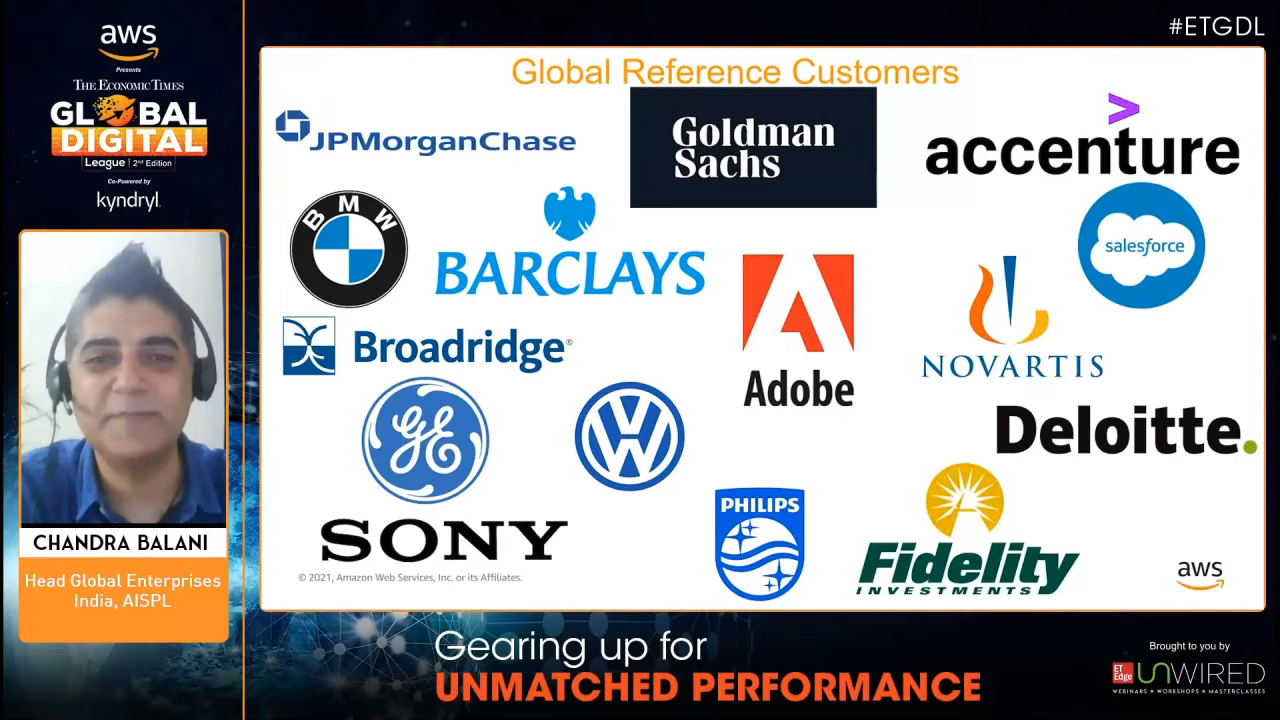 #ETGDL
aws
Presents
THE ECONOMIC TIMES
GLOBAL
DIGITAL
League | 2nd Edition
Co-Powered by
kyndryl
CHANDRA BALANI
Head Global Enterprises
India, AISPL
Global Reference Customers
JPMorganChase
Goldman
Sachs
accenture
BMW
BARCLAYS
salesforce
Adobe
NOVARTIS
Broadridge®
GE
VW
Deloitte.
SONY
PHILIPS
Fidelity
INVESTMENTS
aws
© 2021, Amazon Web Services, Inc. or its Affiliates.
Gearing up for
UNMATCHED PERFORMANCE
Brought to you by
ET
Edge
UNWIRED
WEBINARS • WORKSHOPS • MASTERCLASSES